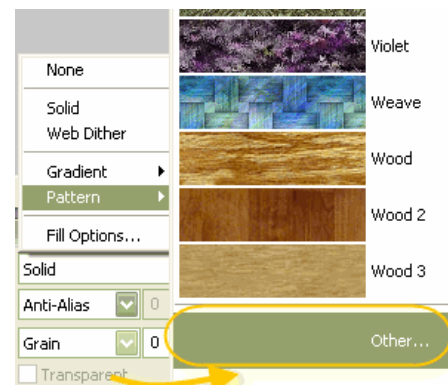 None
Solid
Web Dither
Gradient
Pattern
Fill Options...
Solid
Anti-Alias 0
Grain 0
Transparent
Violet
Weave
Wood
Wood 2
Wood 3
Other...